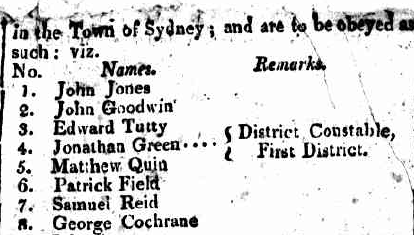 in the Town of Sydney; and are to be obeyed as
such: viz.
No. Names. Remarks.
1. John Jones
2. John Goodwin
3. Edward Tutty
4. Jonathan Green.... { District Constable, First District.
5. Matthew Quin
6. Patrick Field
7. Samuel Reid
8. George Cochrane